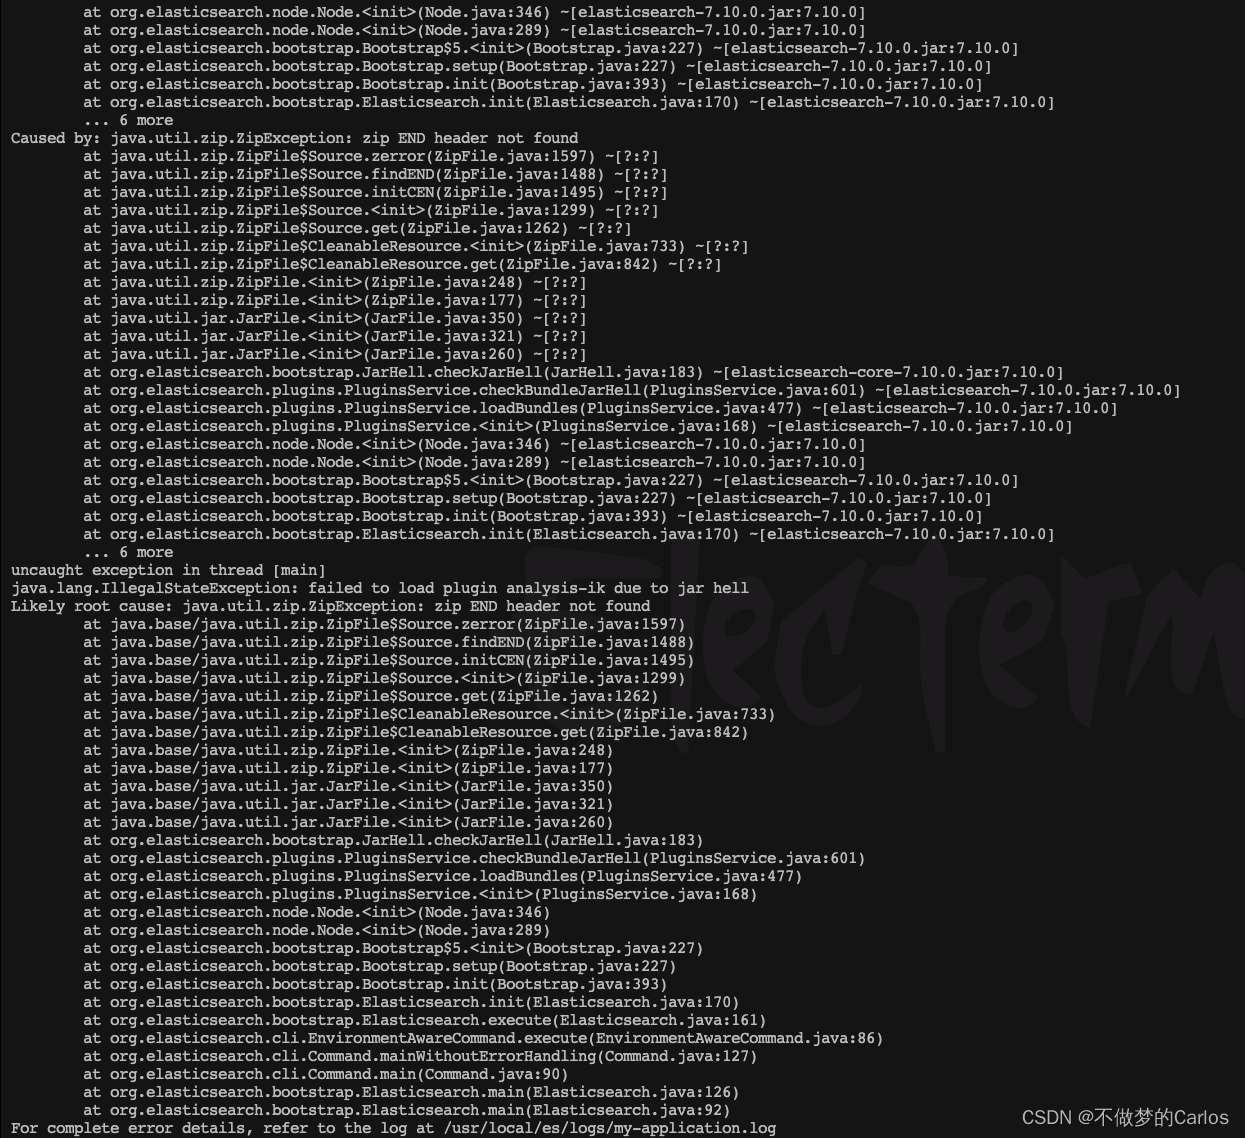 at org.elasticsearch.node.Node.<init>(Node.java:346) ~[elasticsearch-7.10.0.jar:7.10.0]
at org.elasticsearch.node.Node.<init>(Node.java:289) ~[elasticsearch-7.10.0.jar:7.10.0]
at org.elasticsearch.bootstrap.Bootstrap$5.<init>(Bootstrap.java:227) ~[elasticsearch-7.10.0.jar:7.10.0]
at org.elasticsearch.bootstrap.Bootstrap.setup(Bootstrap.java:227) ~[elasticsearch-7.10.0.jar:7.10.0]
at org.elasticsearch.bootstrap.Bootstrap.init(Bootstrap.java:393) ~[elasticsearch-7.10.0.jar:7.10.0]
at org.elasticsearch.bootstrap.Elasticsearch.init(Elasticsearch.java:170) ~[elasticsearch-7.10.0.jar:7.10.0]
... 6 more
Caused by: java.util.zip.ZipException: zip END header not found
at java.util.zip.ZipFile$Source.zerror(ZipFile.java:1597) ~[?:?]
at java.util.zip.ZipFile$Source.findEND(ZipFile.java:1488) ~[?:?]
at java.util.zip.ZipFile$Source.initCEN(ZipFile.java:1495) ~[?:?]
at java.util.zip.ZipFile$Source.<init>(ZipFile.java:1299) ~[?:?]
at java.util.zip.ZipFile$Source.get(ZipFile.java:1262) ~[?:?]
at java.util.zip.ZipFile$CleanableResource.<init>(ZipFile.java:733) ~[?:?]
at java.util.zip.ZipFile$CleanableResource.get(ZipFile.java:842) ~[?:?]
at java.util.zip.ZipFile.<init>(ZipFile.java:248) ~[?:?]
at java.util.zip.ZipFile.<init>(ZipFile.java:177) ~[?:?]
at java.util.jar.JarFile.<init>(JarFile.java:350) ~[?:?]
at java.util.jar.JarFile.<init>(JarFile.java:321) ~[?:?]
at java.util.jar.JarFile.<init>(JarFile.java:260) ~[?:?]
at org.elasticsearch.bootstrap.JarHell.checkJarHell(JarHell.java:183) ~[elasticsearch-core-7.10.0.jar:7.10.0]
at org.elasticsearch.plugins.PluginsService.checkBundleJarHell(PluginsService.java:601) ~[elasticsearch-7.10.0.jar:7.10.0]
at org.elasticsearch.plugins.PluginsService.loadBundles(PluginsService.java:477) ~[elasticsearch-7.10.0.jar:7.10.0]
at org.elasticsearch.plugins.PluginsService.<init>(PluginsService.java:168) ~[elasticsearch-7.10.0.jar:7.10.0]
at org.elasticsearch.node.Node.<init>(Node.java:346) ~[elasticsearch-7.10.0.jar:7.10.0]
at org.elasticsearch.node.Node.<init>(Node.java:289) ~[elasticsearch-7.10.0.jar:7.10.0]
at org.elasticsearch.bootstrap.Bootstrap$5.<init>(Bootstrap.java:227) ~[elasticsearch-7.10.0.jar:7.10.0]
at org.elasticsearch.bootstrap.Bootstrap.setup(Bootstrap.java:227) ~[elasticsearch-7.10.0.jar:7.10.0]
at org.elasticsearch.bootstrap.Bootstrap.init(Bootstrap.java:393) ~[elasticsearch-7.10.0.jar:7.10.0]
at org.elasticsearch.bootstrap.Elasticsearch.init(Elasticsearch.java:170) ~[elasticsearch-7.10.0.jar:7.10.0]
... 6 more
uncaught exception in thread [main]
java.lang.IllegalStateException: failed to load plugin analysis-ik due to jar hell
Likely root cause: java.util.zip.ZipException: zip END header not found
at java.base/java.util.zip.ZipFile$Source.zerror(ZipFile.java:1597)
at java.base/java.util.zip.ZipFile$Source.findEND(ZipFile.java:1488)
at java.base/java.util.zip.ZipFile$Source.initCEN(ZipFile.java:1495)
at java.base/java.util.zip.ZipFile$Source.<init>(ZipFile.java:1299)
at java.base/java.util.zip.ZipFile$Source.get(ZipFile.java:1262)
at java.base/java.util.zip.ZipFile$CleanableResource.<init>(ZipFile.java:733)
at java.base/java.util.zip.ZipFile$CleanableResource.get(ZipFile.java:842)
at java.base/java.util.zip.ZipFile.<init>(ZipFile.java:248)
at java.base/java.util.zip.ZipFile.<init>(ZipFile.java:177)
at java.base/java.util.jar.JarFile.<init>(JarFile.java:350)
at java.base/java.util.jar.JarFile.<init>(JarFile.java:321)
at java.base/java.util.jar.JarFile.<init>(JarFile.java:260)
at org.elasticsearch.bootstrap.JarHell.checkJarHell(JarHell.java:183)
at org.elasticsearch.plugins.PluginsService.checkBundleJarHell(PluginsService.java:601)
at org.elasticsearch.plugins.PluginsService.loadBundles(PluginsService.java:477)
at org.elasticsearch.plugins.PluginsService.<init>(PluginsService.java:168)
at org.elasticsearch.node.Node.<init>(Node.java:346)
at org.elasticsearch.node.Node.<init>(Node.java:289)
at org.elasticsearch.bootstrap.Bootstrap$5.<init>(Bootstrap.java:227)
at org.elasticsearch.bootstrap.Bootstrap.setup(Bootstrap.java:227)
at org.elasticsearch.bootstrap.Bootstrap.init(Bootstrap.java:393)
at org.elasticsearch.bootstrap.Elasticsearch.init(Elasticsearch.java:170)
at org.elasticsearch.bootstrap.Elasticsearch.execute(Elasticsearch.java:161)
at org.elasticsearch.cli.EnvironmentAwareCommand.execute(EnvironmentAwareCommand.java:86)
at org.elasticsearch.cli.Command.mainWithoutErrorHandling(Command.java:127)
at org.elasticsearch.cli.Command.main(Command.java:90)
at org.elasticsearch.bootstrap.Elasticsearch.main(Elasticsearch.java:126)
at org.elasticsearch.bootstrap.Elasticsearch.main(Elasticsearch.java:92)
For complete error details, refer to the log at /usr/local/es/logs/my-application.log
electerm
CSDN @不做梦的Carlos